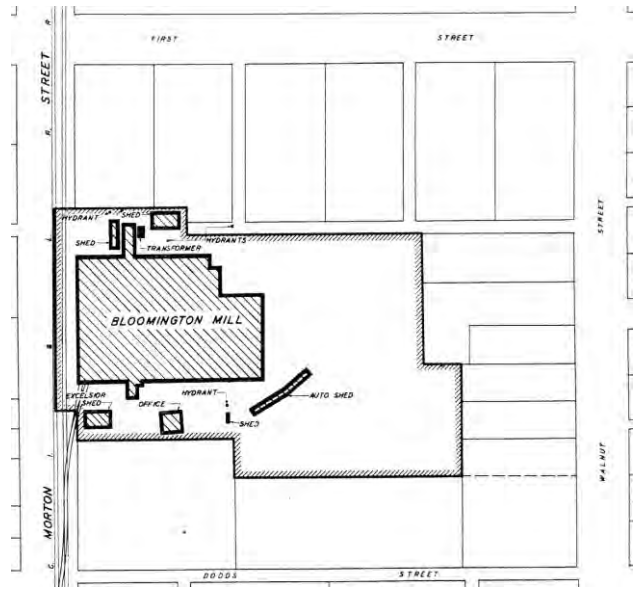 FIRST STREET
MORTON STREET
C. I. & L. R. R.
HYDRANT
SHED
SHED
TRANSFORMER
HYDRANTS
BLOOMINGTON MILL
EXCELSIOR
SHED
OFFICE
HYDRANT
SHED
AUTO SHED
WALNUT STREET
DODDS STREET